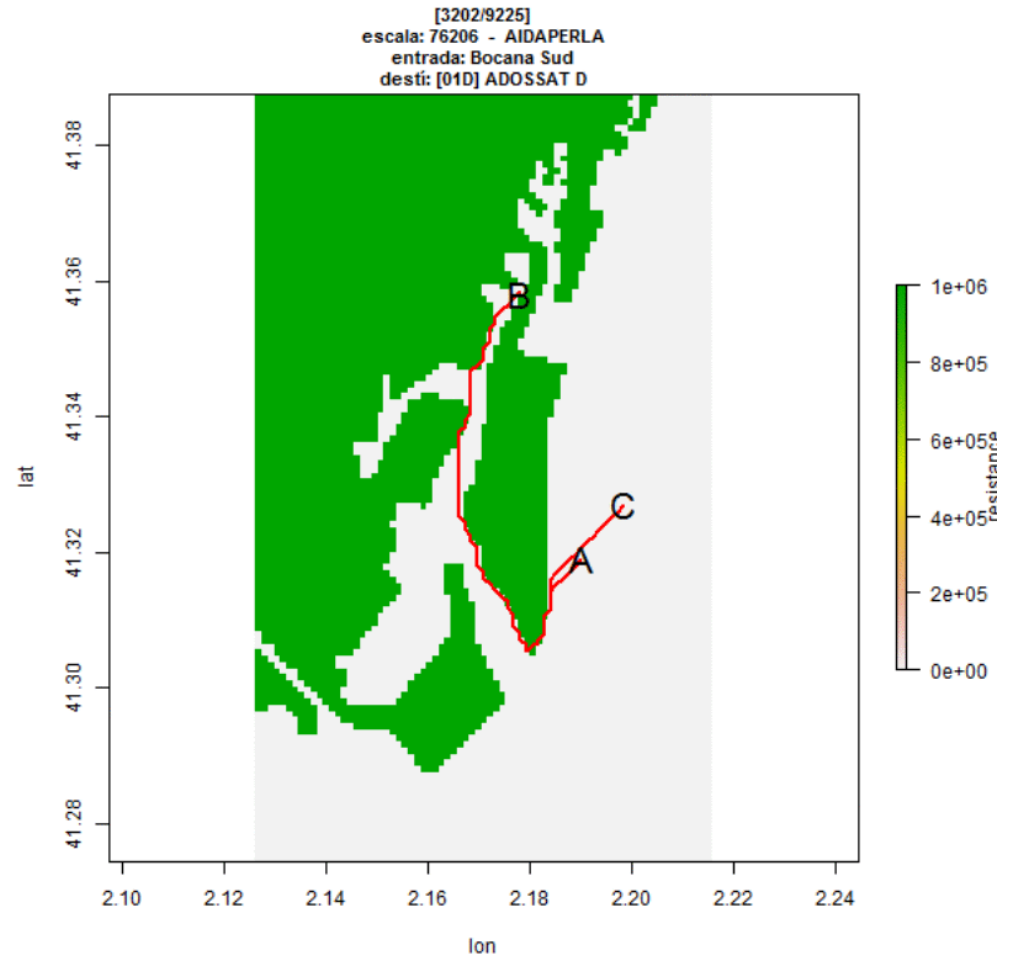 [3202/9225]
escala: 76206 - AIDAPERLA
entrada: Bocana Sud
destí: [01D] ADOSSAT D
41.38
41.36
41.34
41.32
41.30
41.28
lat
B
C
A
1e+06
8e+05
6e+05
4e+05
2e+05
0e+00
resistance
2.10 2.12 2.14 2.16 2.18 2.20 2.22 2.24
lon